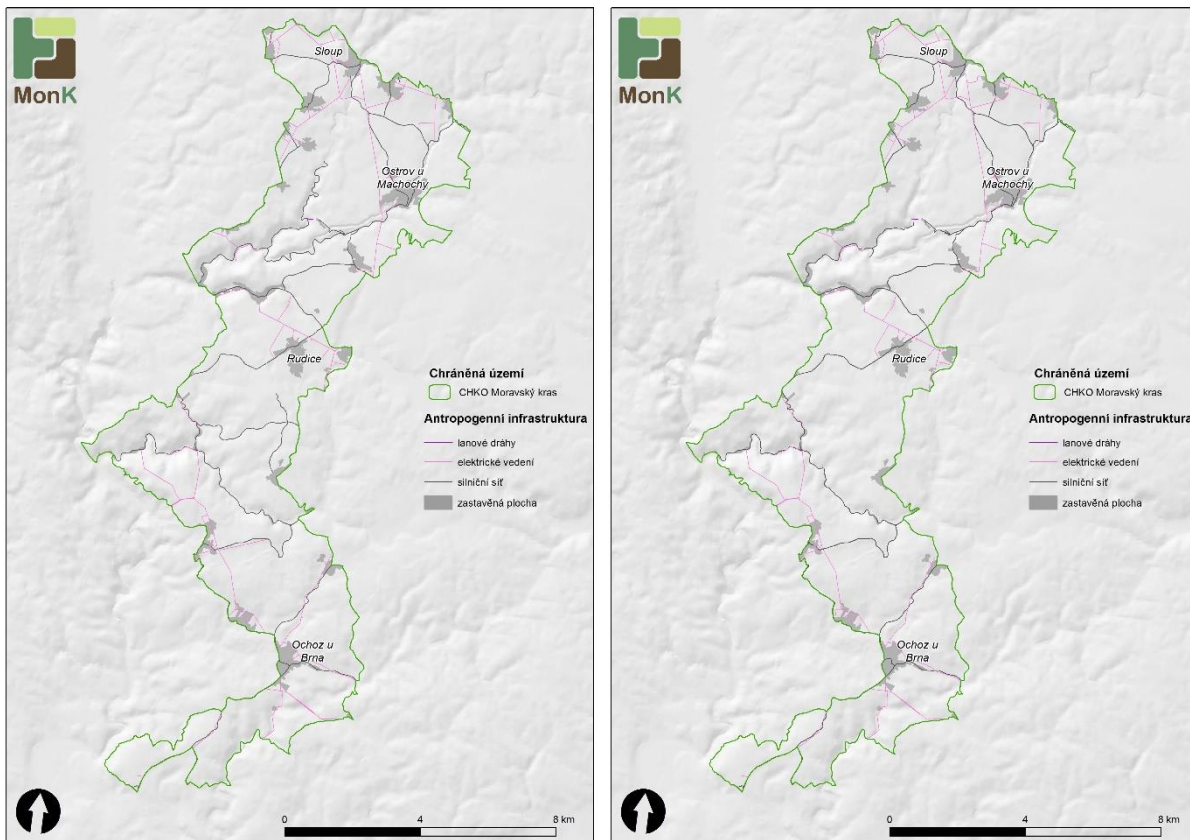 MonK
Sloup
Ostrov u
Machochy
Rudice
Chráněná území
CHKO Moravský kras
Antropogenní infrastruktura
lanové dráhy
elektrické vedení
silniční síť
zastavěná plocha
Ochoz u
Brna
0 4 8 km
MonK
Sloup
Ostrov u
Machochy
Rudice
Chráněná území
CHKO Moravský kras
Antropogenní infrastruktura
lanové dráhy
elektrické vedení
silniční síť
zastavěná plocha
Ochoz u
Brna
0 4 8 km